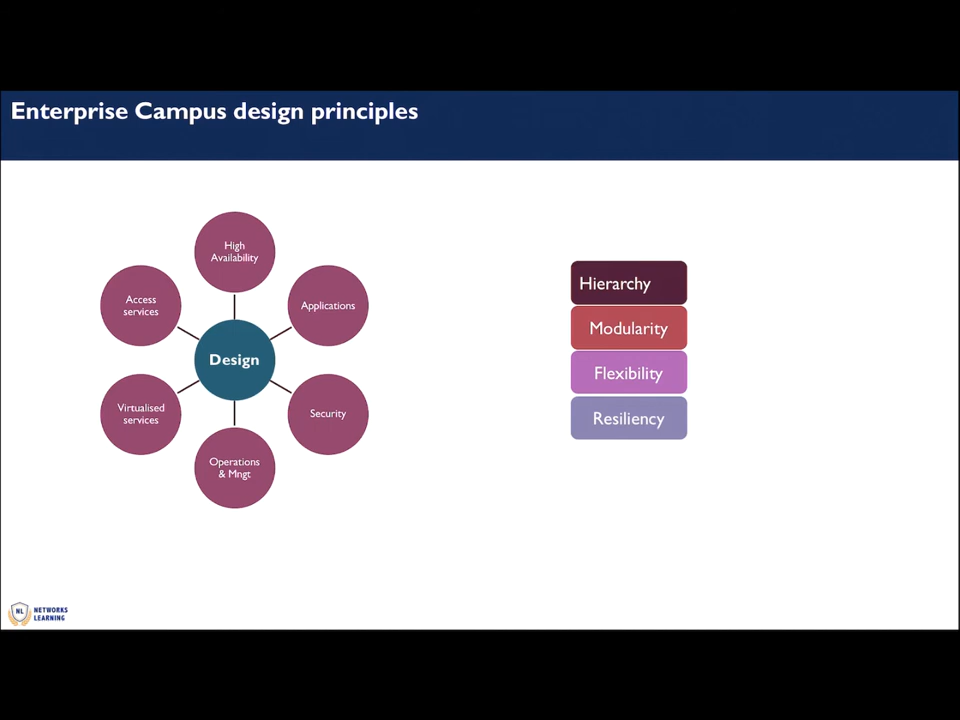 Enterprise Campus design principles
High
Availability
Access
services
Applications
Design
Virtualised
services
Security
Operations
& Mngt
Hierarchy
Modularity
Flexibility
Resiliency
NL
NETWORKS
LEARNING